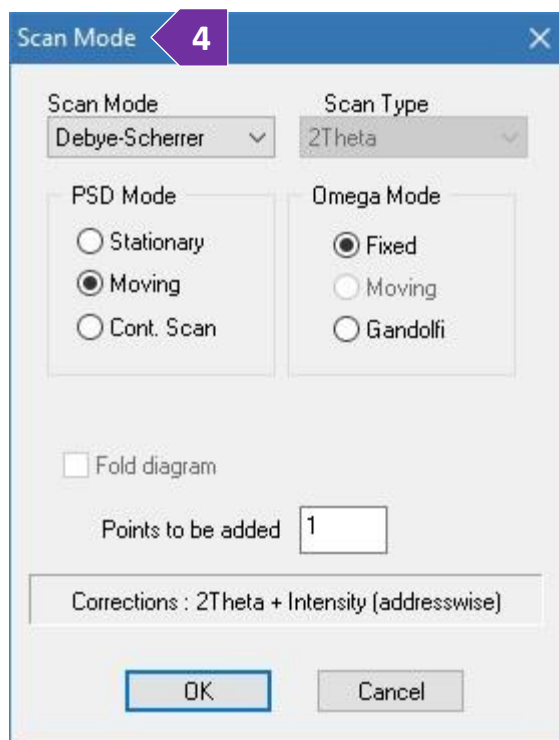 Scan Mode 4
Scan Mode Scan Type
Debye-Scherrer 2Theta
PSD Mode Omega Mode
Stationary Fixed
Moving Moving
Cont. Scan Gandolfi
Fold diagram
Points to be added 1
Corrections : 2Theta + Intensity (addresswise)
OK Cancel